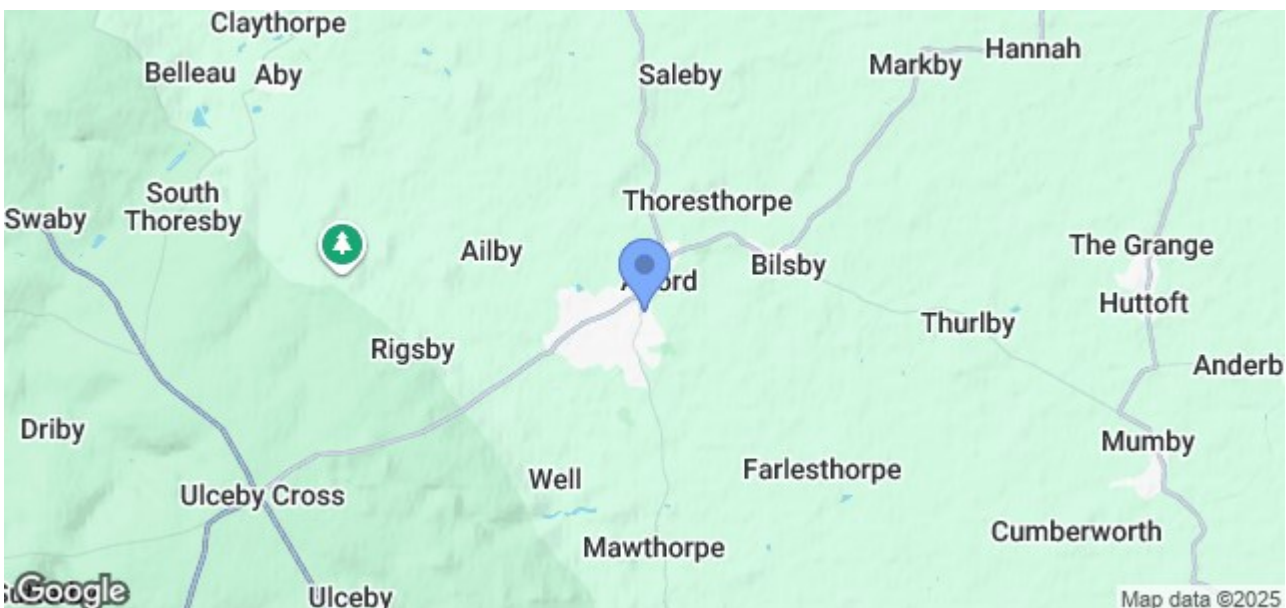 Claythorpe
Hannah
Markby
Belleau
Aby
Saleby
South
Thoresby
Thoresthorpe
Swaby
Ailby
The Grange
Bilsby
Huttoft
Thurlby
Rigsby
Anderb
Driby
Mumby
Well
Farlesthorpe
Ulceby Cross
Cumberworth
Mawthorpe
Google
Ulceby
Map data ©2025